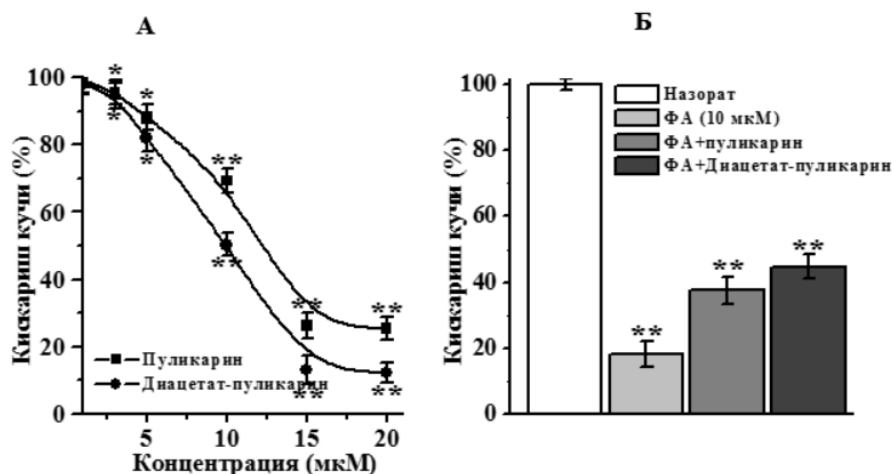 А
Кискариш кучи (%)
100
80
60
40
20
0
* * ** ** **
* * ** ** **
Пуликарин
Диацетат-пуликарин
5 10 15 20
Концентрация (мкМ)
Б
Кискариш кучи (%)
100
80
60
40
20
0
Назорат
ФА (10 мкМ)
ФА+пуликарин
ФА+Диацетат-пуликарин
** ** **